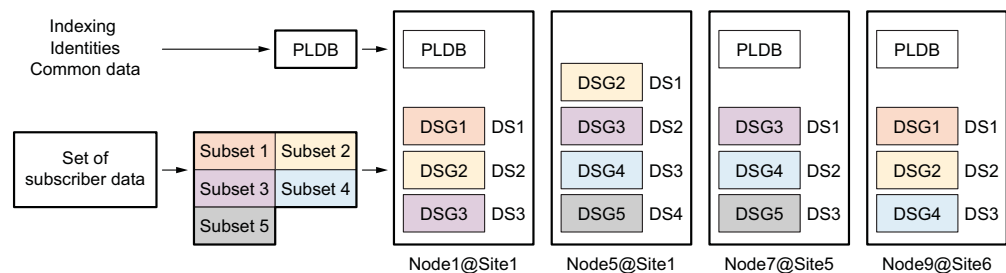 Indexing
Identities
Common data
PLDB
Set of
subscriber data
Subset 1
Subset 2
Subset 3
Subset 4
Subset 5
PLDB
DSG1 DS1
DSG2 DS2
DSG3 DS3
Node1@Site1
DSG2 DS1
DSG3 DS2
DSG4 DS3
DSG5 DS4
Node5@Site1
PLDB
DSG3 DS1
DSG4 DS2
DSG5 DS3
Node7@Site5
PLDB
DSG1 DS1
DSG2 DS2
DSG4 DS3
Node9@Site6